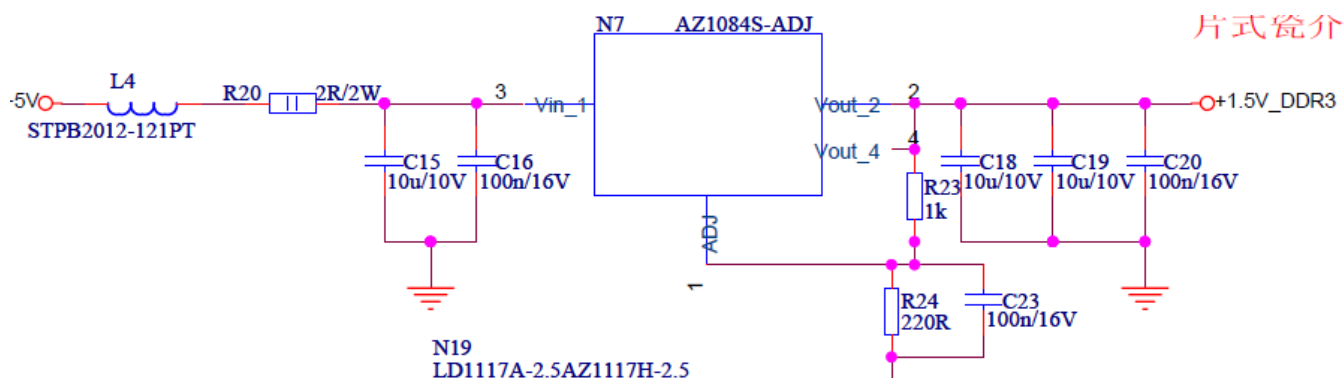 片式瓷介
N7 AZ1084S-ADJ
L4
-5V
R20 2R/2W
3
Vin_1
Vout_2
2
+1.5V_DDR3
STPB2012-121PT
4
Vout_4
C15
10u/10V
C16
100n/16V
R23
1k
C18
10u/10V
C19
10u/10V
C20
100n/16V
ADJ
1
R24
220R
C23
100n/16V
N19
LD1117A-2.5AZ1117H-2.5